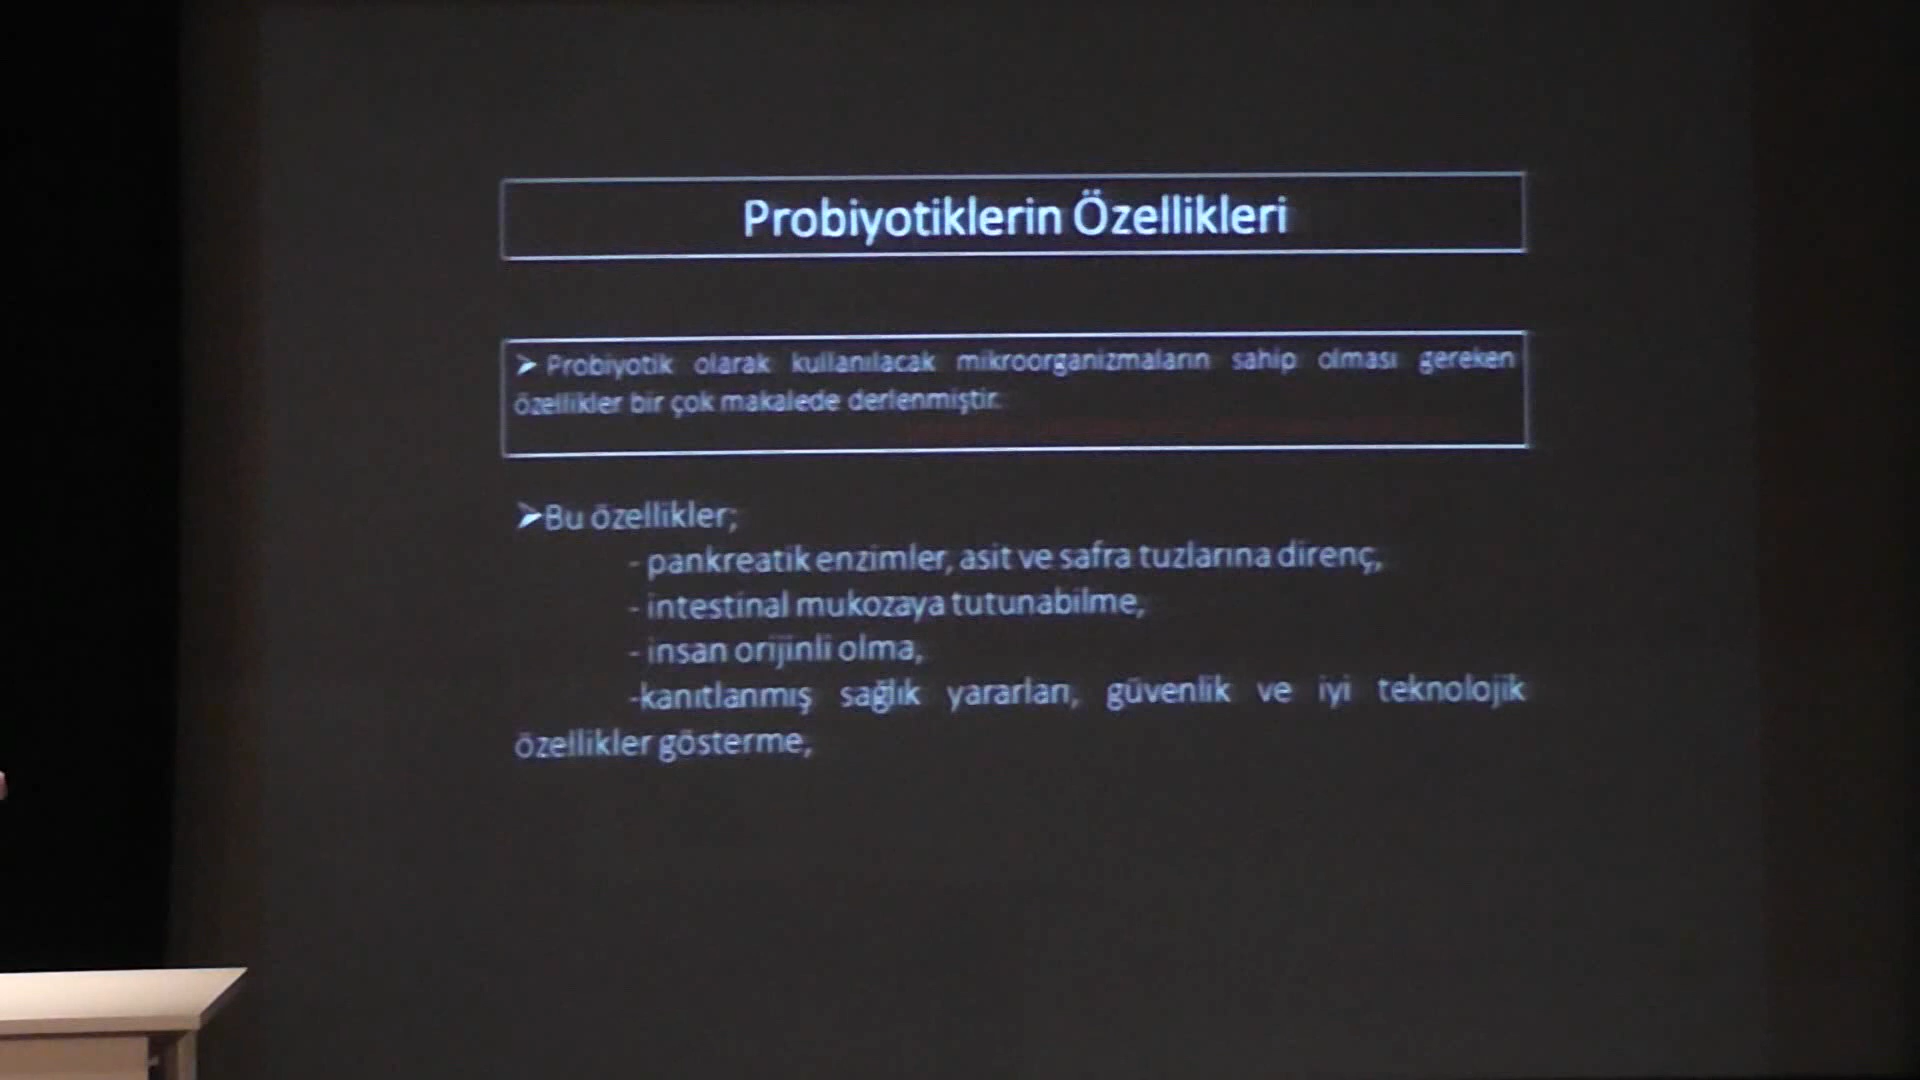 Probiyotiklerin Özellikleri
➢ Probiyotik olarak kullanılacak mikroorganizmaların sahip olması gereken
özellikler bir çok makalede derlenmiştir.
➢Bu özellikler;
- pankreatik enzimler, asit ve safra tuzlarına direnç,
- intestinal mukozaya tutunabilme,
- insan orijinli olma,
-kanıtlanmış sağlık yararları, güvenlik ve iyi teknolojik
özellikler gösterme,